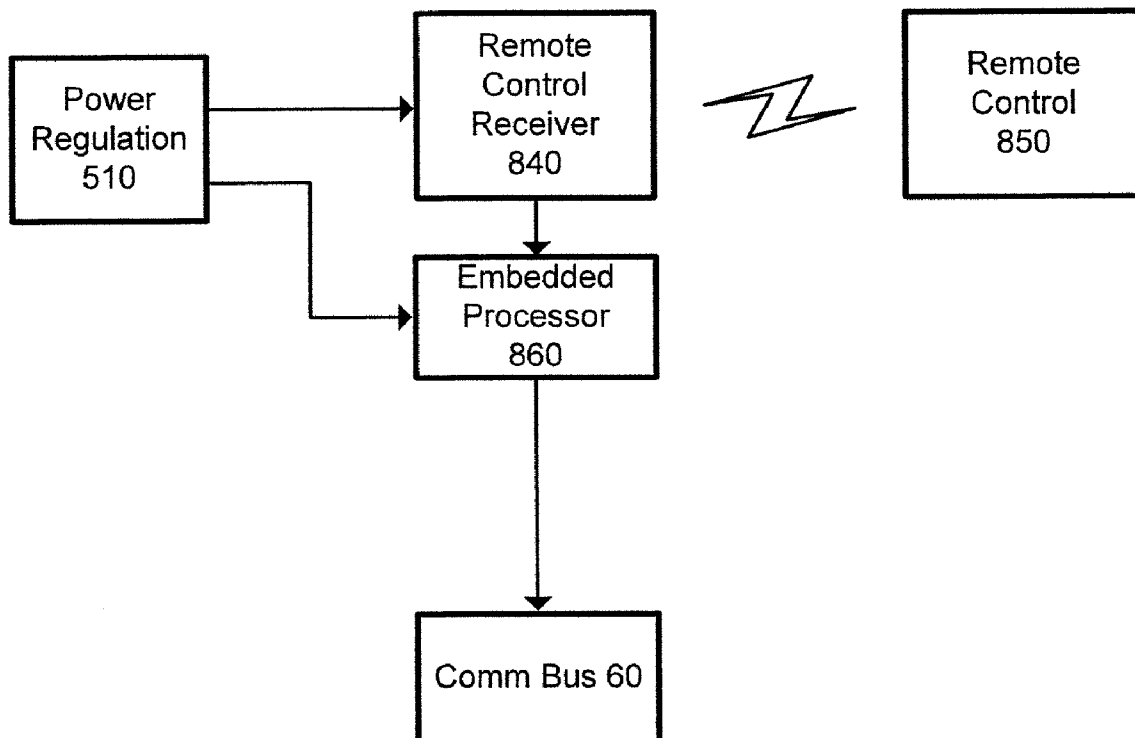 Power
Regulation
510
Remote
Control
Receiver
840
Remote
Control
850
Embedded
Processor
860
Comm Bus 60